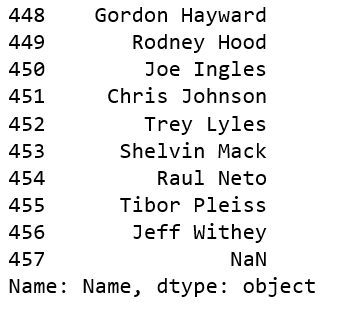 448    Gordon Hayward
449       Rodney Hood
450        Joe Ingles
451     Chris Johnson
452        Trey Lyles
453      Shelvin Mack
454         Raul Neto
455      Tibor Pleiss
456       Jeff Withey
457               NaN
Name: Name, dtype: object